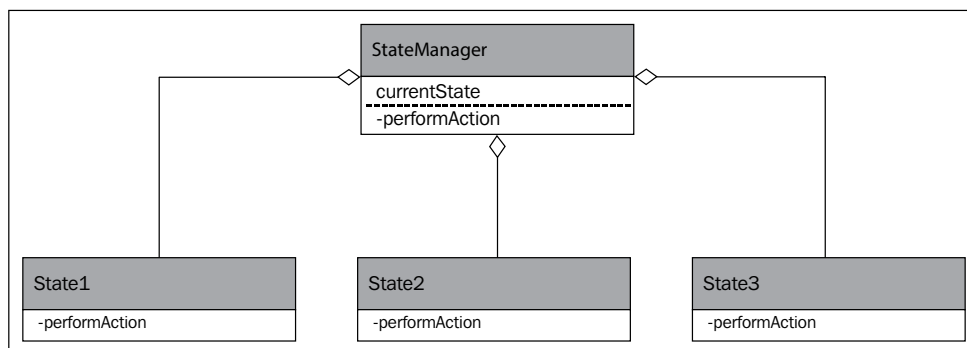 StateManager
currentState
-performAction
State1
-performAction
State2
-performAction
State3
-performAction